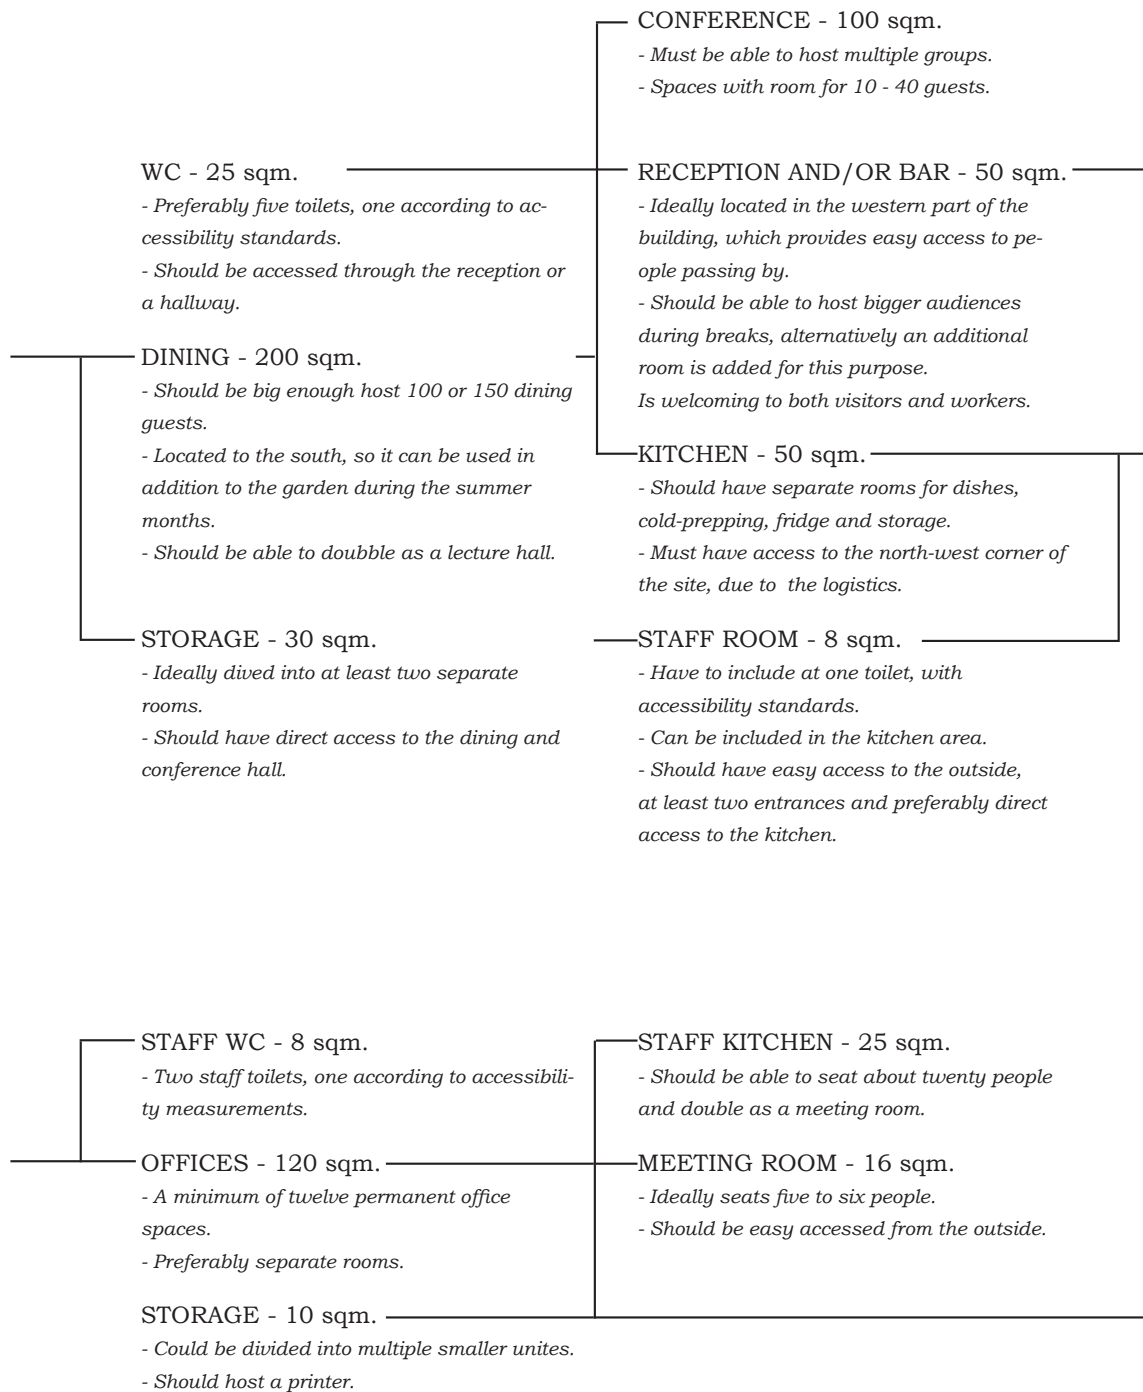 CONFERENCE - 100 sqm.
- Must be able to host multiple groups.
- Spaces with room for 10 - 40 guests.
WC - 25 sqm.
- Preferably five toilets, one according to ac-
cessibility standards.
- Should be accessed through the reception or
a hallway.
RECEPTION AND/OR BAR - 50 sqm.
- Ideally located in the western part of the
building, which provides easy access to pe-
ople passing by.
- Should be able to host bigger audiences
during breaks, alternatively an additional
room is added for this purpose.
Is welcoming to both visitors and workers.
DINING - 200 sqm.
- Should be big enough host 100 or 150 dining
guests.
- Located to the south, so it can be used in
addition to the garden during the summer
months.
- Should be able to doubble as a lecture hall.
KITCHEN - 50 sqm.
- Should have separate rooms for dishes,
cold-prepping, fridge and storage.
- Must have access to the north-west corner of
the site, due to  the logistics.
STORAGE - 30 sqm.
- Ideally dived into at least two separate
rooms.
- Should have direct access to the dining and
conference hall.
STAFF ROOM - 8 sqm.
- Have to include at one toilet, with
accessibility standards.
- Can be included in the kitchen area.
- Should have easy access to the outside,
at least two entrances and preferably direct
access to the kitchen.
STAFF WC - 8 sqm.
- Two staff toilets, one according to accessibili-
ty measurements.
STAFF KITCHEN - 25 sqm.
- Should be able to seat about twenty people
and double as a meeting room.
OFFICES - 120 sqm.
- A minimum of twelve permanent office
spaces.
- Preferably separate rooms.
MEETING ROOM - 16 sqm.
- Ideally seats five to six people.
- Should be easy accessed from the outside.
STORAGE - 10 sqm.
- Could be divided into multiple smaller unites.
- Should host a printer.